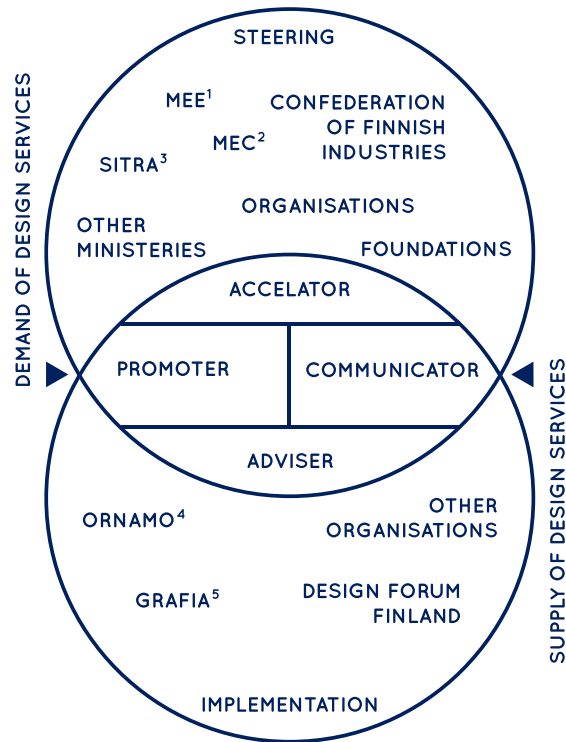 STEERING
MEE¹
CONFEDERATION
OF FINNISH
INDUSTRIES
MEC²
SITRA³
ORGANISATIONS
OTHER
MINISTERIES
FOUNDATIONS
DEMAND OF DESIGN SERVICES
ACCELATOR
PROMOTER
COMMUNICATOR
ADVISER
SUPPLY OF DESIGN SERVICES
ORNAMO⁴
OTHER
ORGANISATIONS
GRAFIA⁵
DESIGN FORUM
FINLAND
IMPLEMENTATION